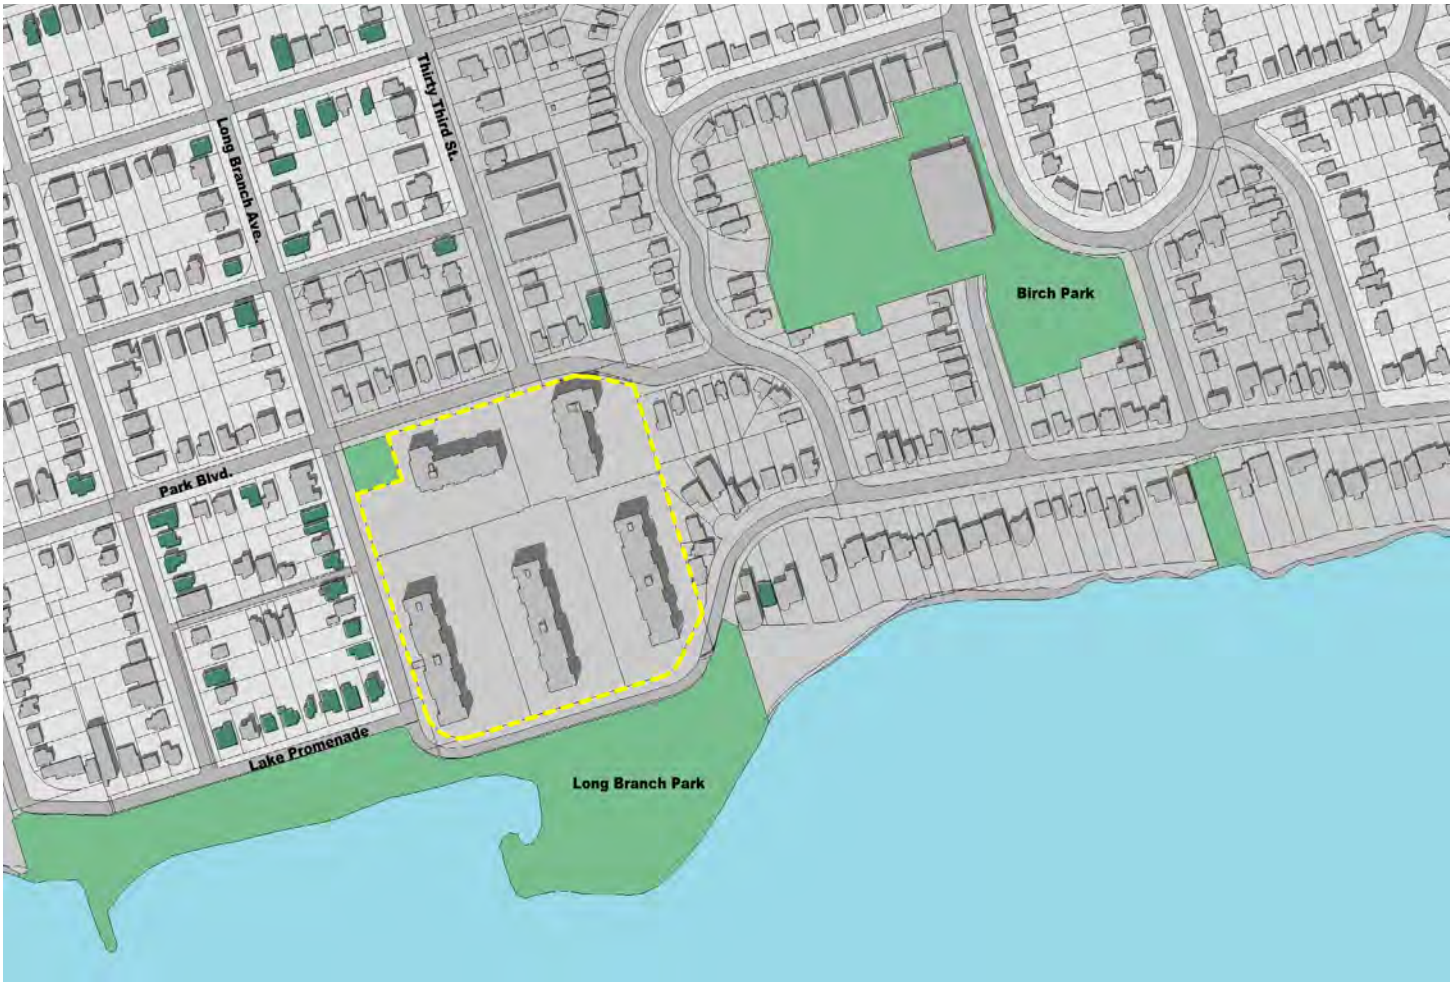 Thirty Third St.
Long Branch Ave.
Birch Park
Park Blvd.
Lake Promenade
Long Branch Park